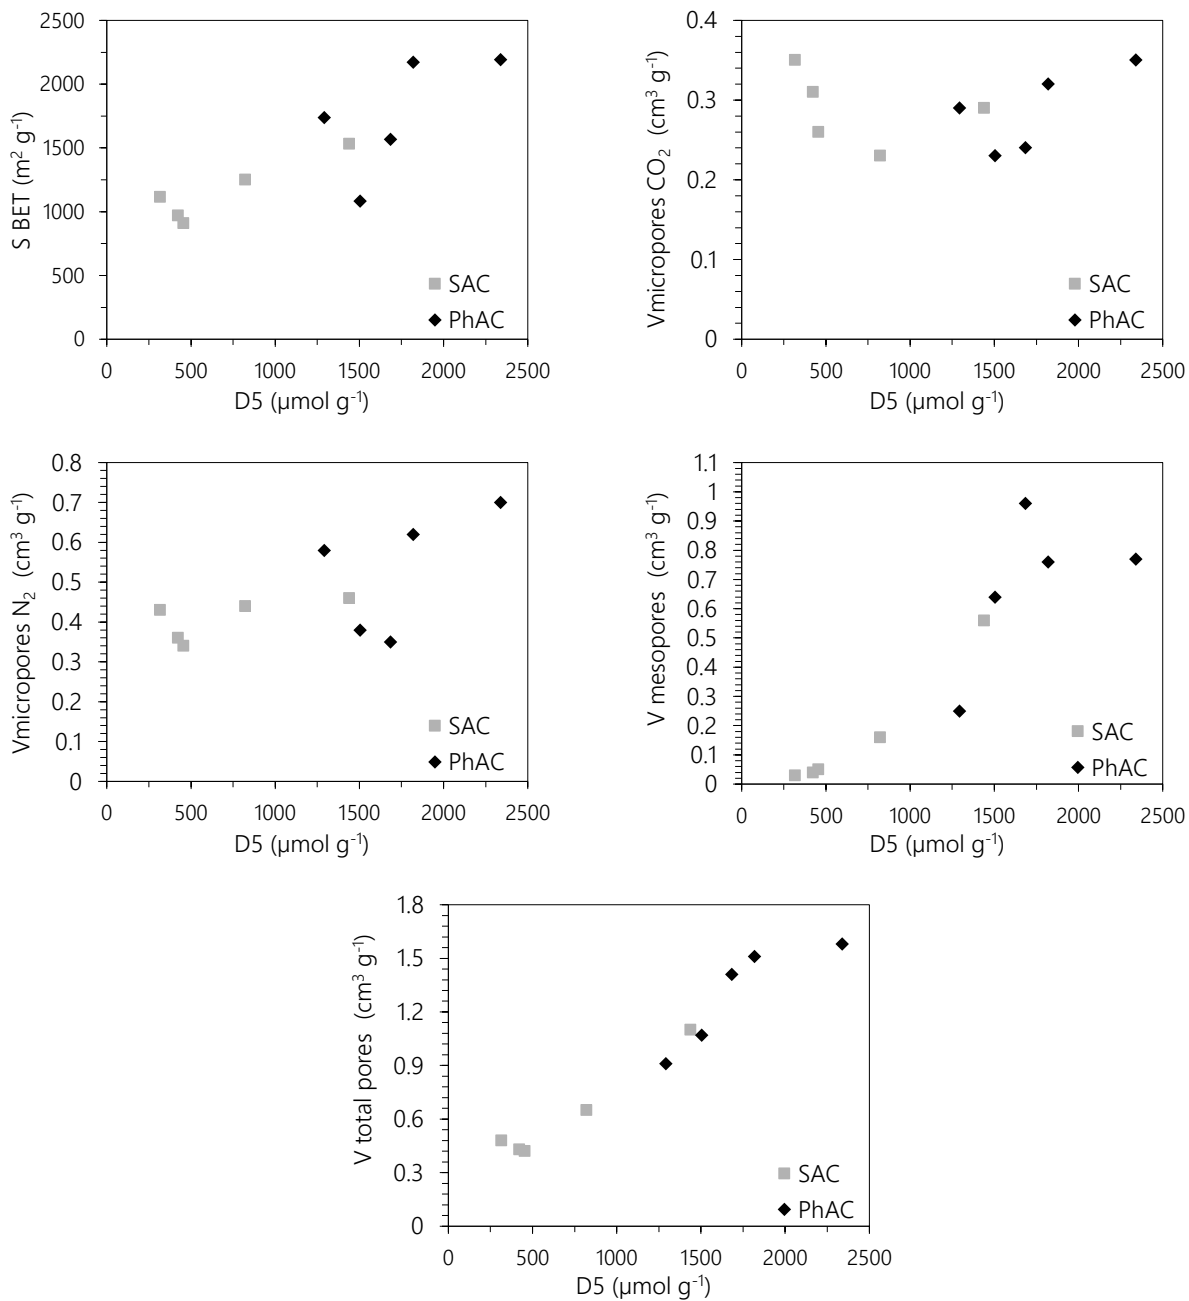 S BET (m² g⁻¹)
2500
2000
1500
1000
500
0
0 500 1000 1500 2000 2500
D5 (µmol g⁻¹)
SAC
PhAC
Vmicropores CO₂ (cm³ g⁻¹)
0.4
0.3
0.2
0.1
0
0 500 1000 1500 2000 2500
D5 (µmol g⁻¹)
SAC
PhAC
Vmicropores N₂ (cm³ g⁻¹)
0.8
0.7
0.6
0.5
0.4
0.3
0.2
0.1
0
0 500 1000 1500 2000 2500
D5 (µmol g⁻¹)
SAC
PhAC
V mesopores (cm³ g⁻¹)
1.1
1
0.9
0.8
0.7
0.6
0.5
0.4
0.3
0.2
0.1
0
0 500 1000 1500 2000 2500
D5 (µmol g⁻¹)
SAC
PhAC
V total pores (cm³ g⁻¹)
1.8
1.5
1.2
0.9
0.6
0.3
0
0 500 1000 1500 2000 2500
D5 (µmol g⁻¹)
SAC
PhAC